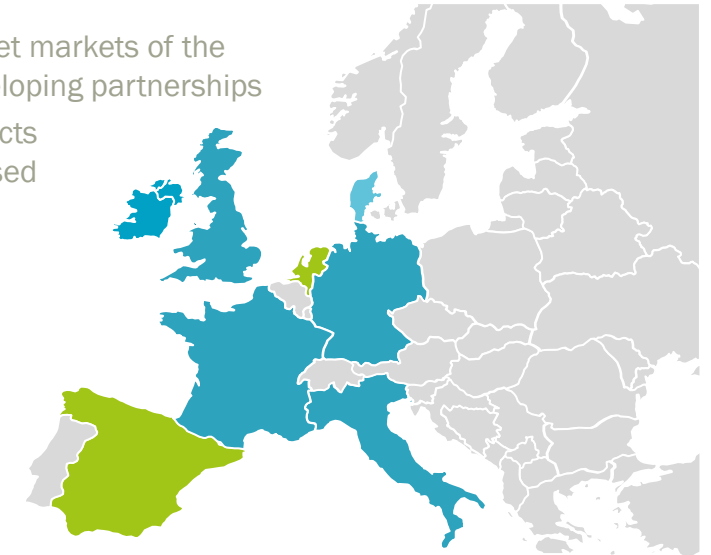 et markets of the
loping partnerships
cts
sed